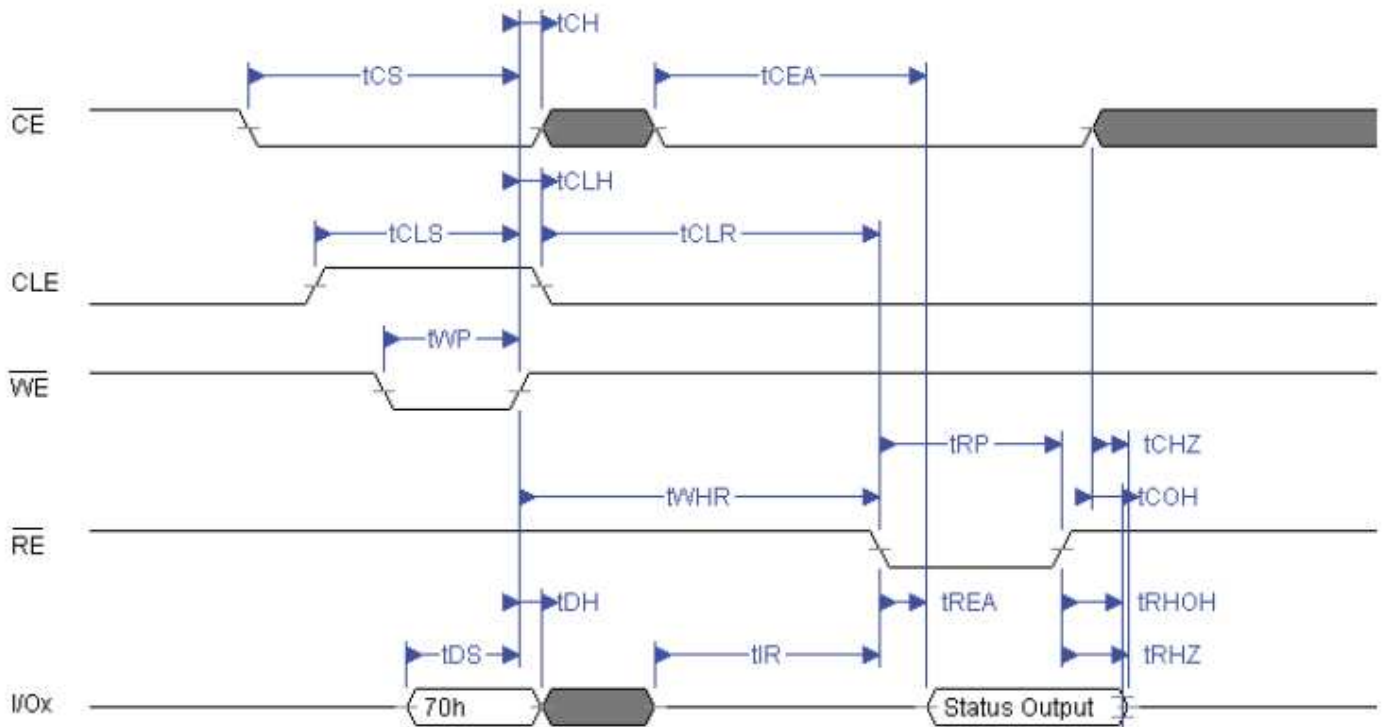 tCH
tCS
tCEA
CE
tCLH
tCLS
tCLR
CLE
tWP
WE
tRP
tCHZ
tWHR
tCOH
RE
tDH
tREA
tRHOH
tDS
tIR
tRHZ
I/Ox
70h
Status Output